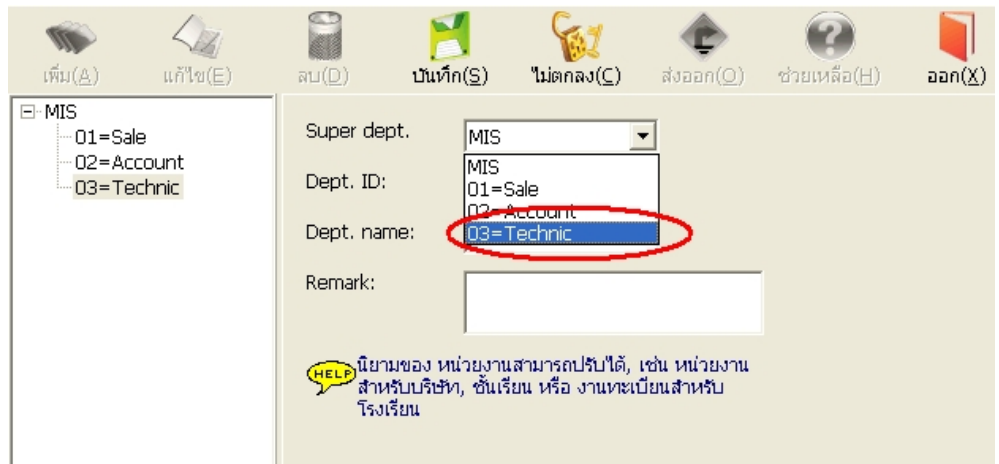 เพิ่ม(A) แก้ไข(E) ลบ(D) บันทึก(S) ไม่ตกลง(C) ส่งออก(O) ช่วยเหลือ(H) ออก(X)
MIS
01=Sale
02=Account
03=Technic
Super dept.
MIS
MIS
01=Sale
02=Account
03=Technic
Dept. ID:
Dept. name:
Remark:
HELP
นิยามของ หน่วยงานสามารถปรับได้, เช่น หน่วยงาน
สำหรับบริษัท, ชั้นเรียน หรือ งานทะเบียนสำหรับ
โรงเรียน